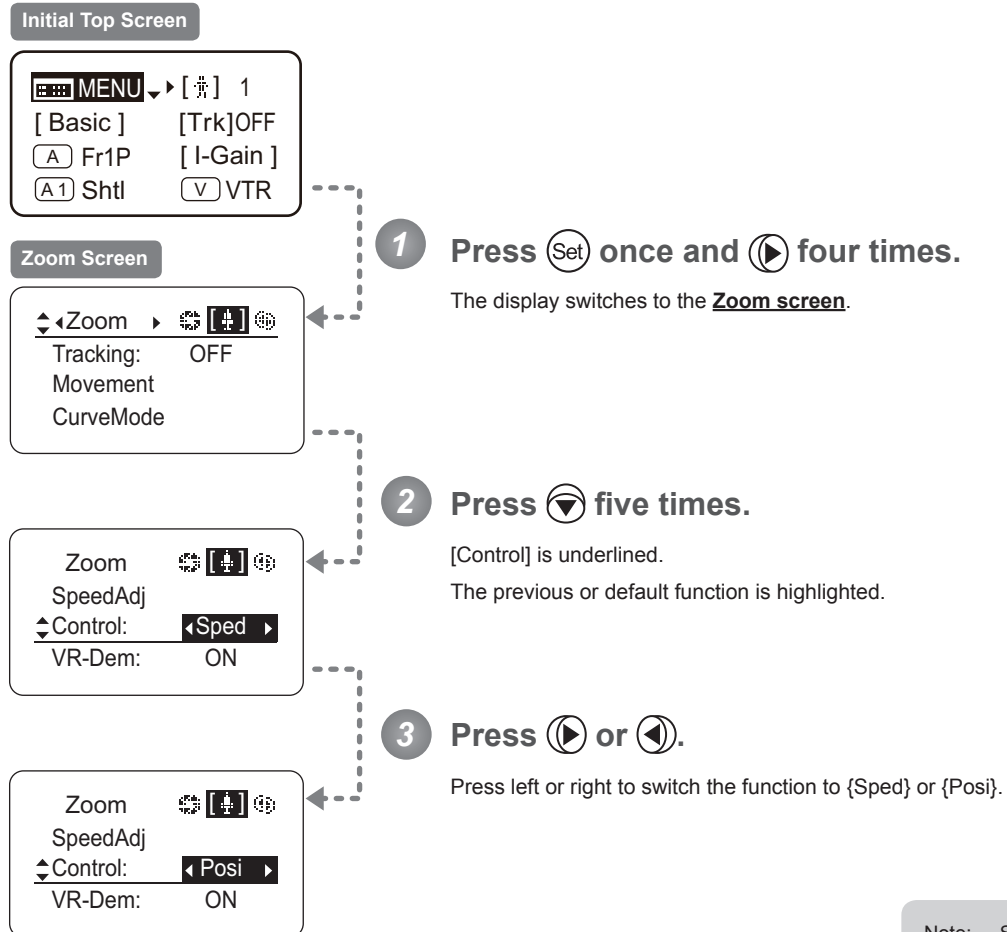 Initial Top Screen
MENU [ ] 1
[ Basic ] [Trk]OFF
A Fr1P [ I-Gain ]
A1 Shtl V VTR
1 Press Set once and four times.
The display switches to the Zoom screen.
Zoom Screen
Zoom [ ]
Tracking: OFF
Movement
CurveMode
2 Press five times.
[Control] is underlined.
The previous or default function is highlighted.
Zoom [ ]
SpeedAdj
Control: Sped
VR-Dem: ON
3 Press or .
Press left or right to switch the function to {Sped} or {Posi}.
Zoom [ ]
SpeedAdj
Control: Posi
VR-Dem: ON